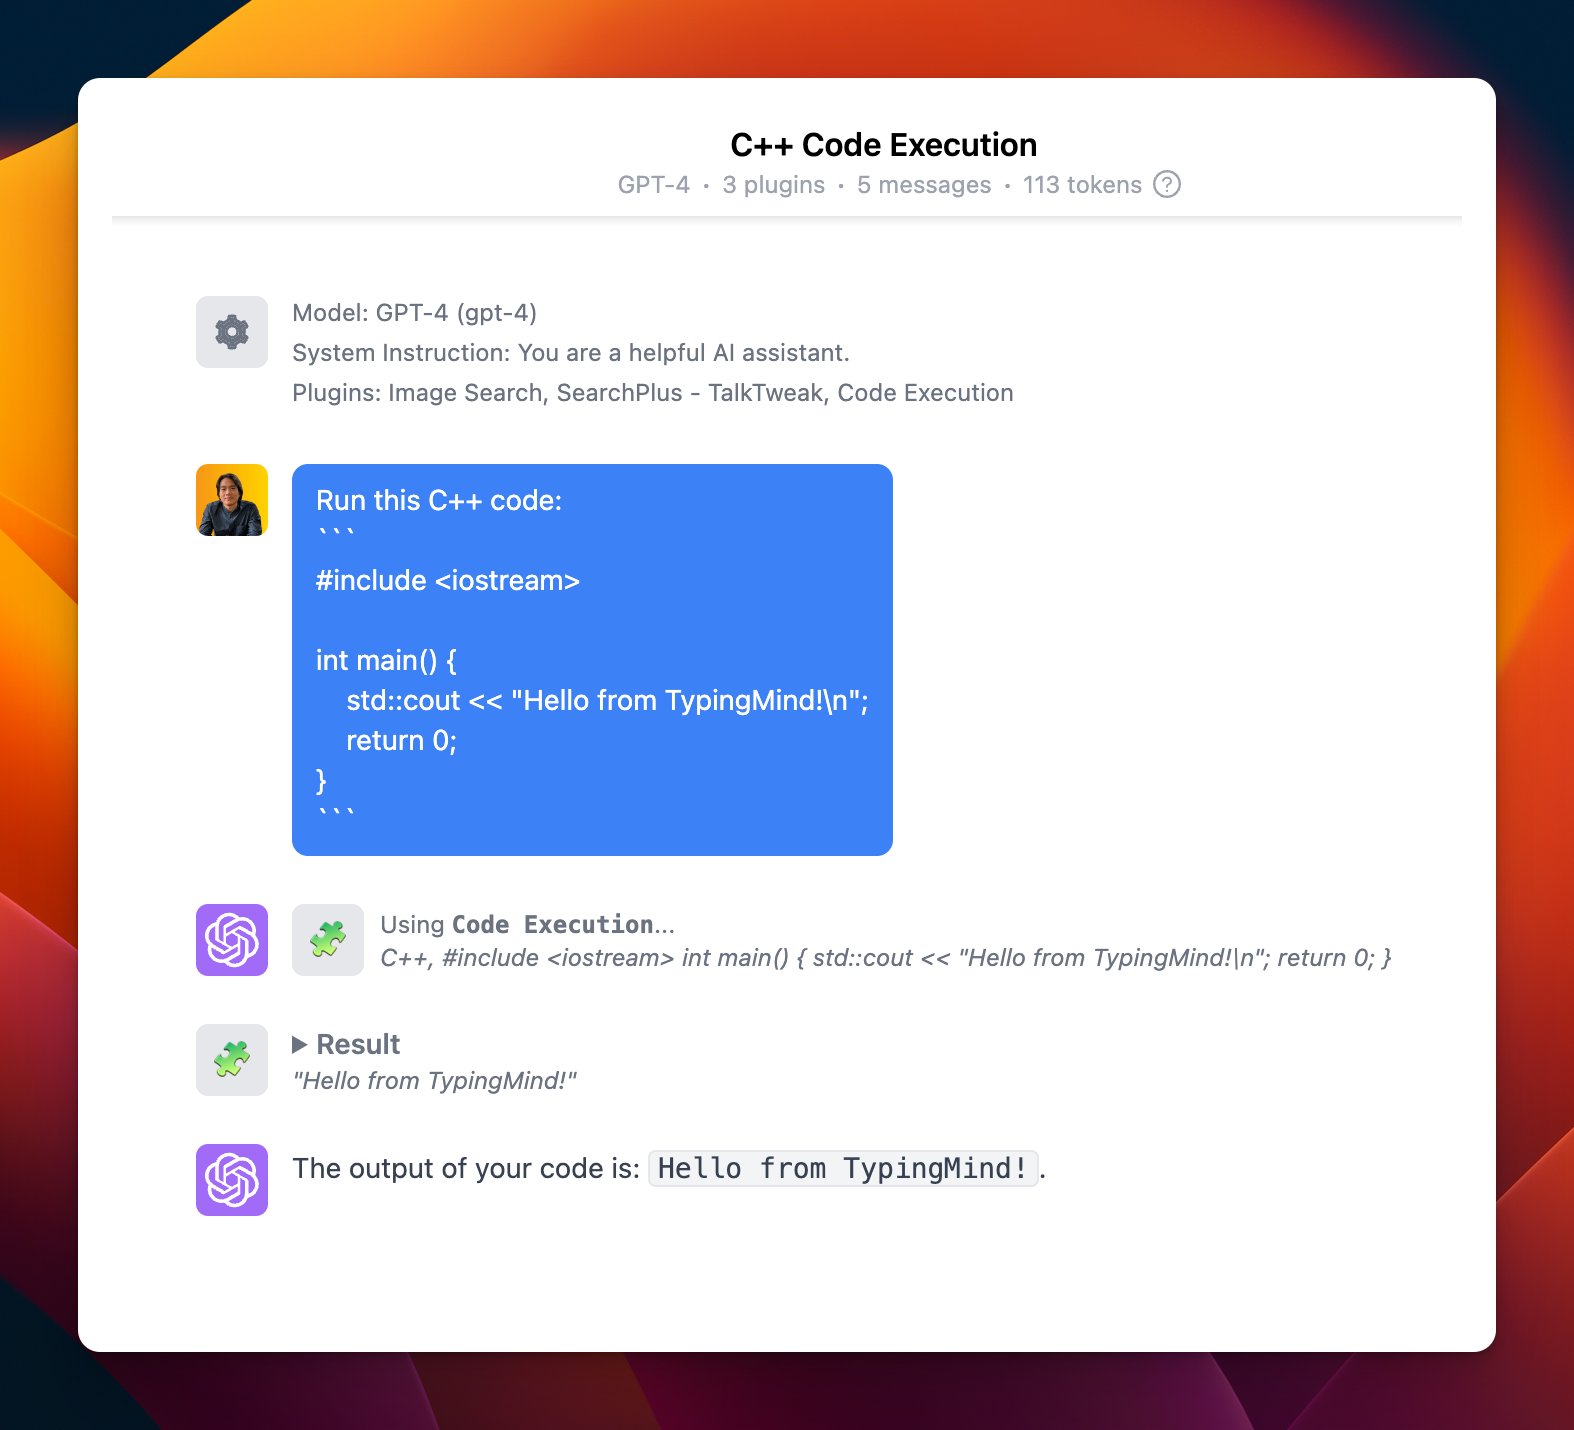 C++ Code Execution
GPT-4 · 3 plugins · 5 messages · 113 tokens ?
Model: GPT-4 (gpt-4)
System Instruction: You are a helpful AI assistant.
Plugins: Image Search, SearchPlus - TalkTweak, Code Execution
Run this C++ code:
```
#include <iostream>

int main() {
    std::cout << "Hello from TypingMind!\n";
    return 0;
}
```
Using Code Execution...
C++, #include <iostream> int main() { std::cout << "Hello from TypingMind!\n"; return 0; }
▶ Result
"Hello from TypingMind!"
The output of your code is: Hello from TypingMind!.